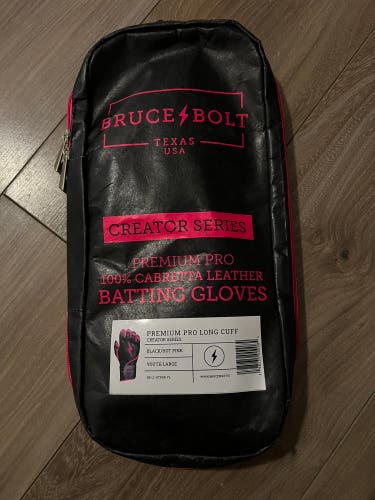 BRUCE BOLT
TEXAS
USA
CREATOR SERIES
PREMIUM PRO
100% CABRETTA LEATHER
BATTING GLOVES
PREMIUM PRO LONG CUFF
CREATOR SERIES
BLACK/HOT PINK
YOUTH LARGE